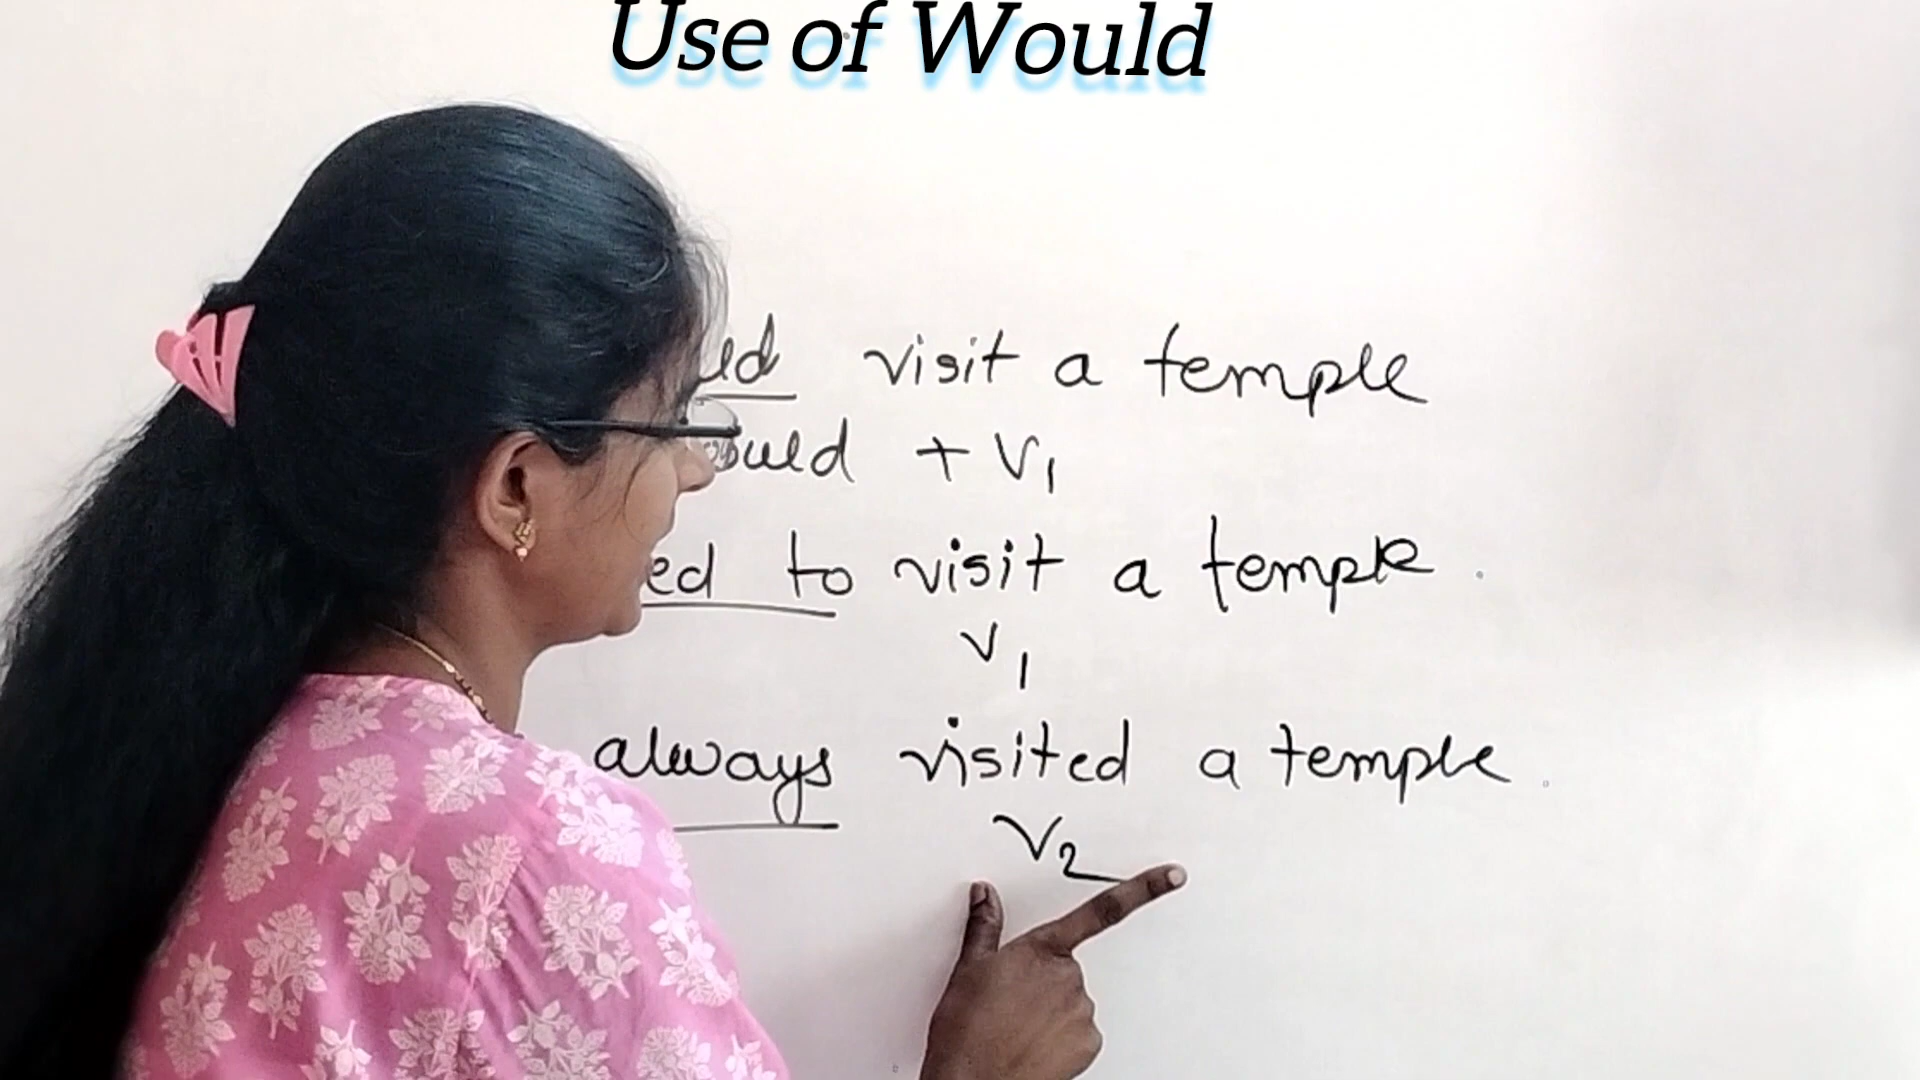 Use of Would
visit a temple
+ V1
to visit a temple.
V1
always visited a temple.
V2